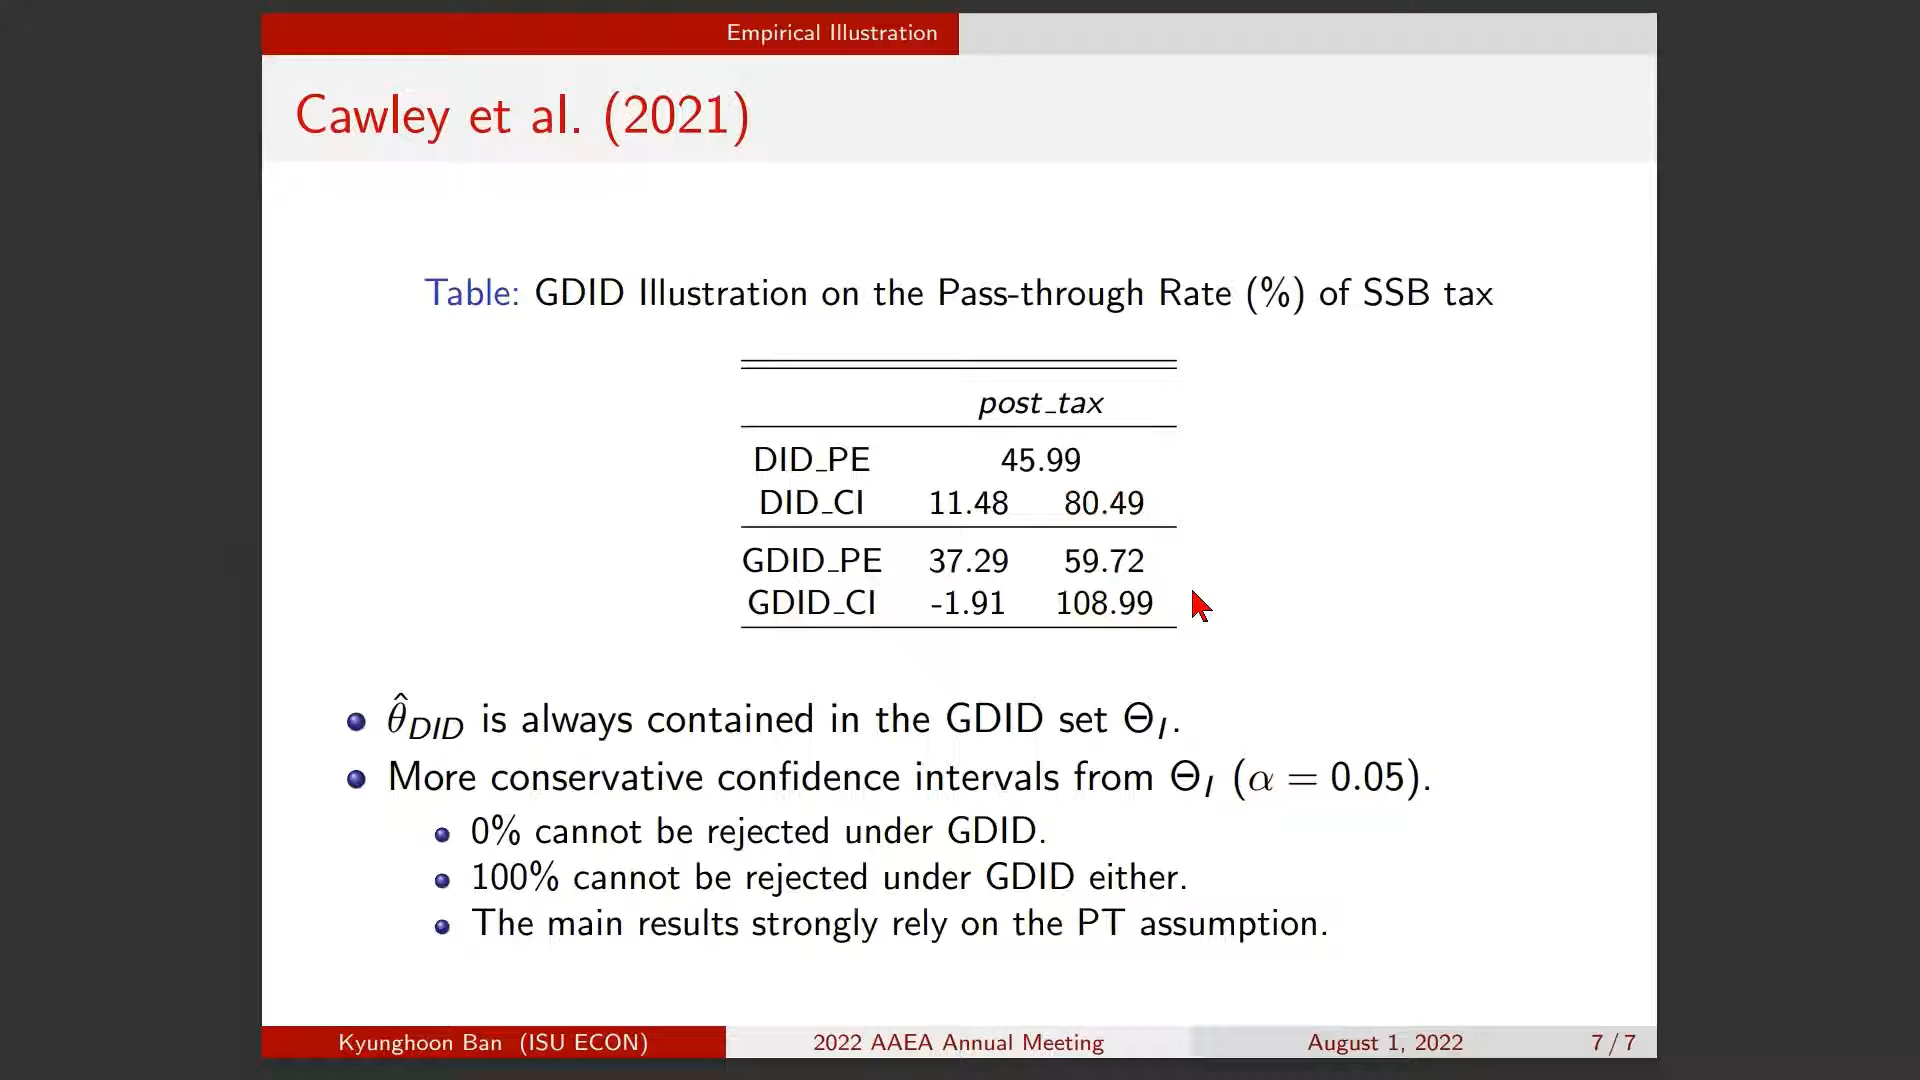 Empirical Illustration
Cawley et al. (2021)
Table: GDID Illustration on the Pass-through Rate (%) of SSB tax
post_tax
DID_PE 45.99
DID_CI 11.48 80.49
GDID_PE 37.29 59.72
GDID_CI -1.91 108.99
θ̂_DID is always contained in the GDID set Θ_I.
More conservative confidence intervals from Θ_I (α = 0.05).
0% cannot be rejected under GDID.
100% cannot be rejected under GDID either.
The main results strongly rely on the PT assumption.
Kyunghoon Ban (ISU ECON) 2022 AAEA Annual Meeting August 1, 2022 7 / 7